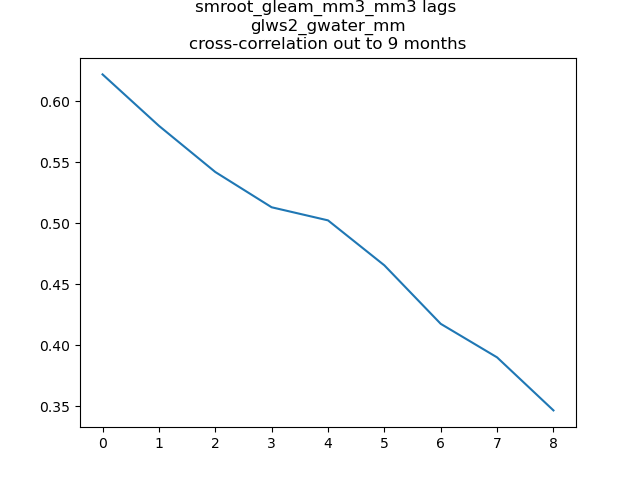 smroot_gleam_mm3_mm3 lags
glws2_gwater_mm
cross-correlation out to 9 months
0.60
0.55
0.50
0.45
0.40
0.35
0 1 2 3 4 5 6 7 8